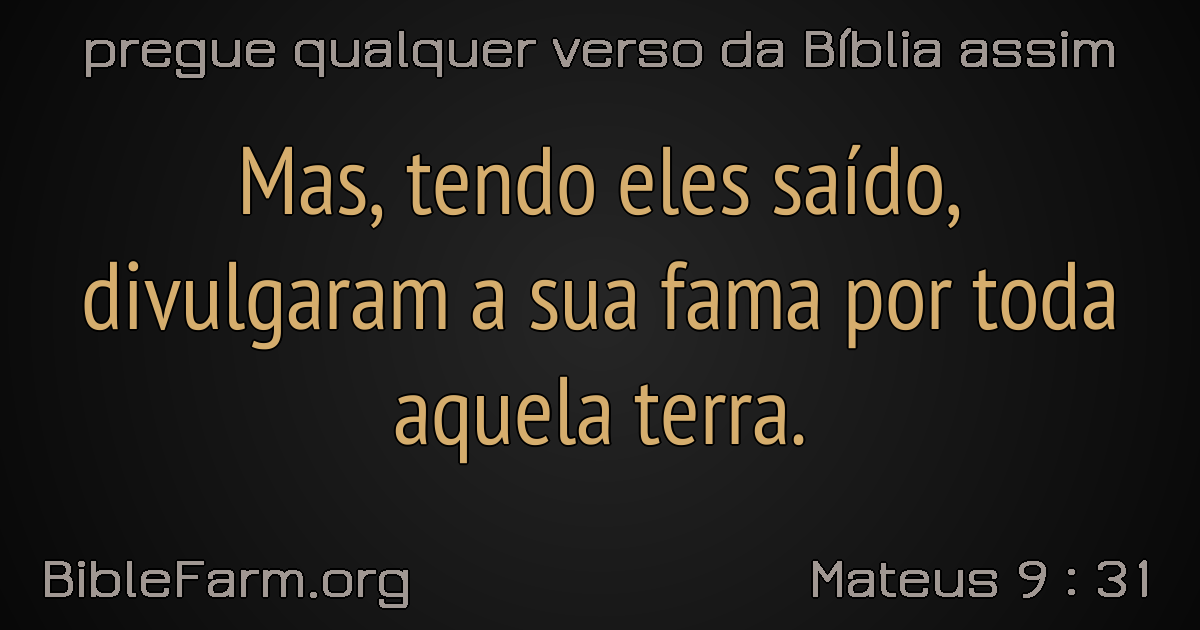 pregue qualquer verso da Bíblia assim
Mas, tendo eles saído,
divulgaram a sua fama por toda
aquela terra.
BibleFarm.org
Mateus 9 : 31